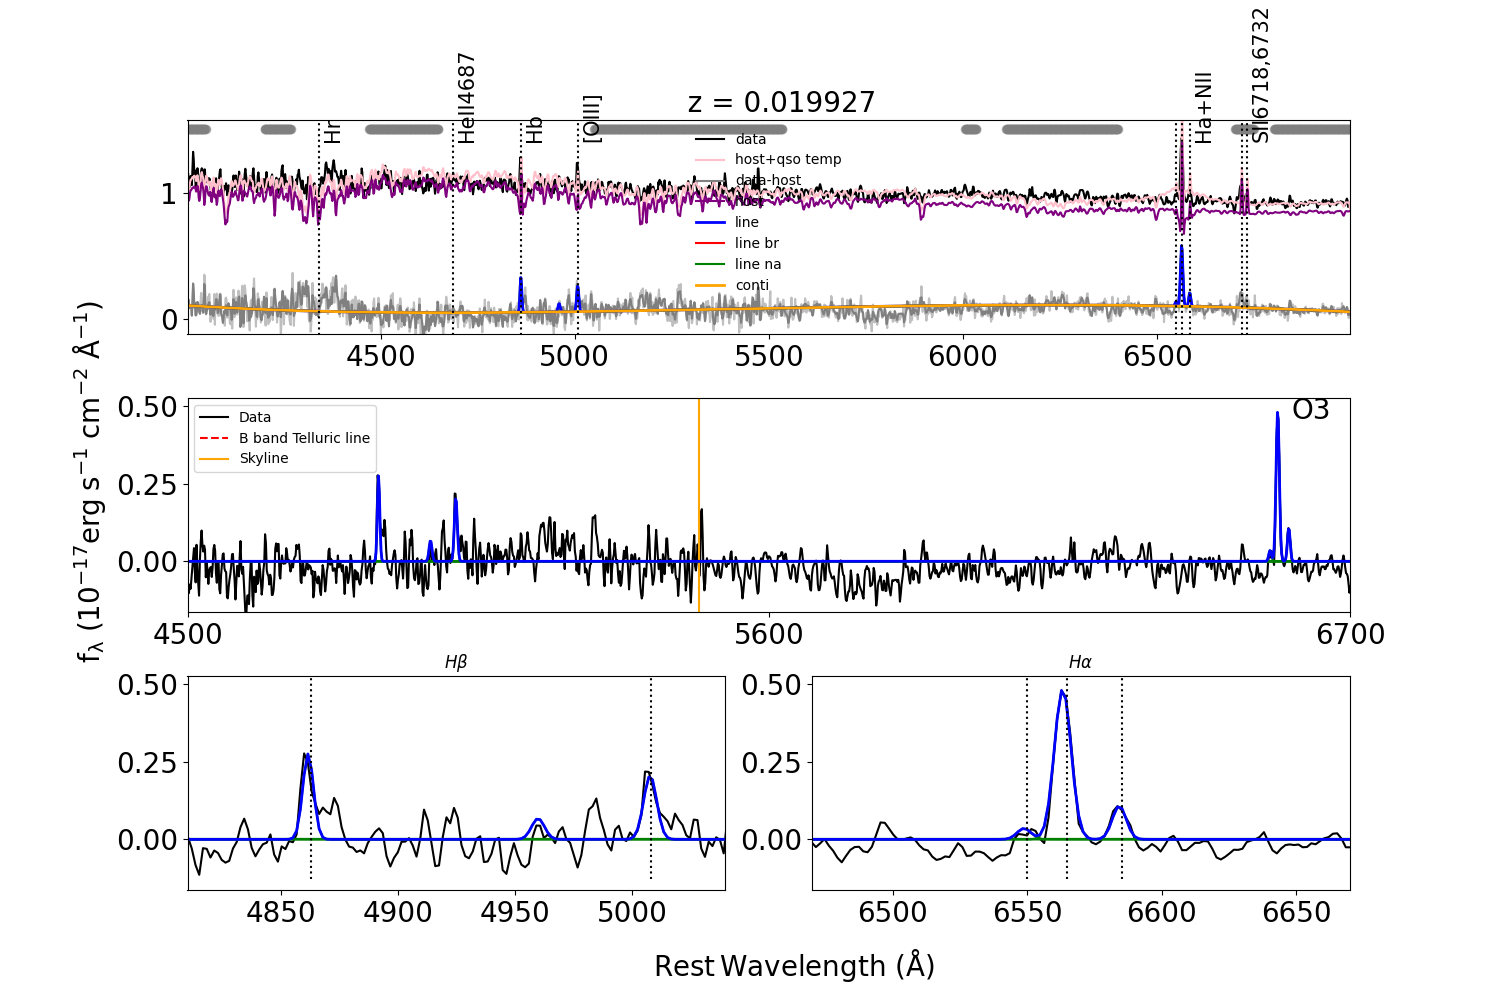 z = 0.019927
Hr
HeII4687
Hb
[OIII]
Ha+NII
SII6718,6732
data
host+qso temp
data-host
host
line
line br
line na
conti
1
0
4500
5000
5500
6000
6500
f_λ (10^−17 erg s^−1 cm^−2 Å^−1)
0.50
0.25
0.00
Data
B band Telluric line
Skyline
O3
4500
5600
6700
Hβ
0.50
0.25
0.00
4850
4900
4950
5000
Hα
0.50
0.25
0.00
6500
6550
6600
6650
Rest Wavelength (Å)